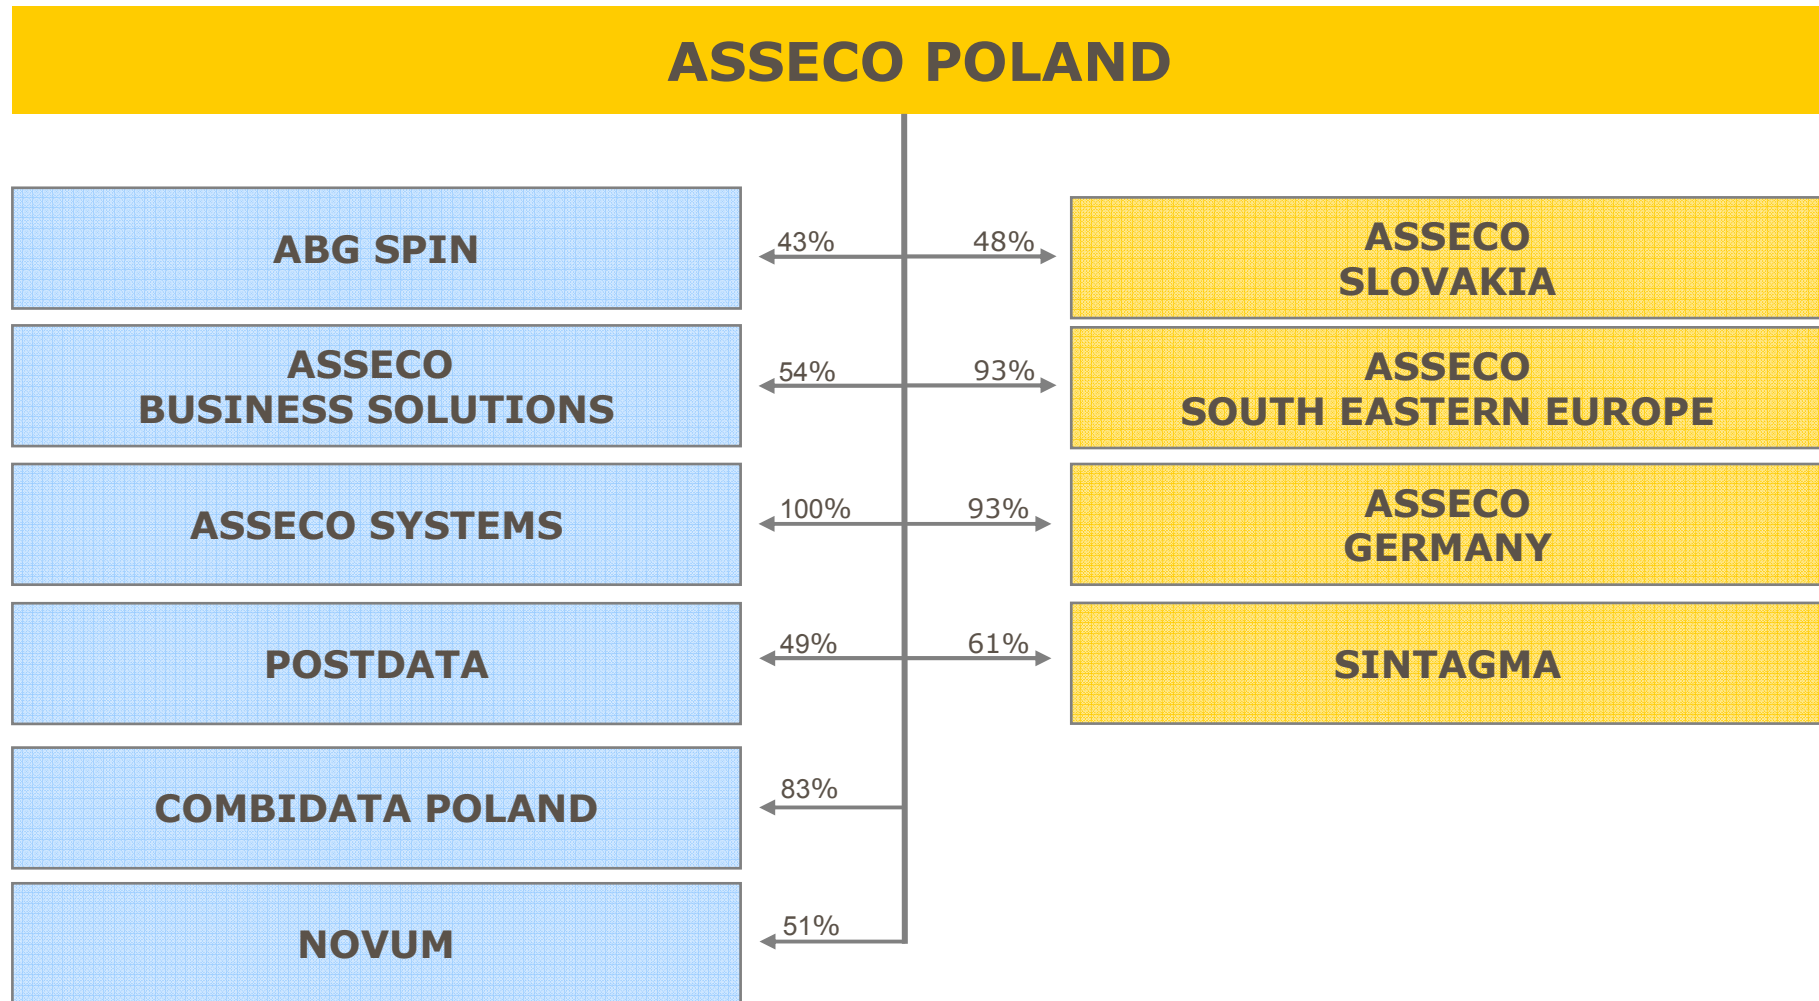 ASSECO POLAND
ABG SPIN
43%
48%
ASSECO
SLOVAKIA
ASSECO
BUSINESS SOLUTIONS
54%
93%
ASSECO
SOUTH EASTERN EUROPE
ASSECO SYSTEMS
100%
93%
ASSECO
GERMANY
POSTDATA
49%
61%
SINTAGMA
COMBIDATA POLAND
83%
NOVUM
51%